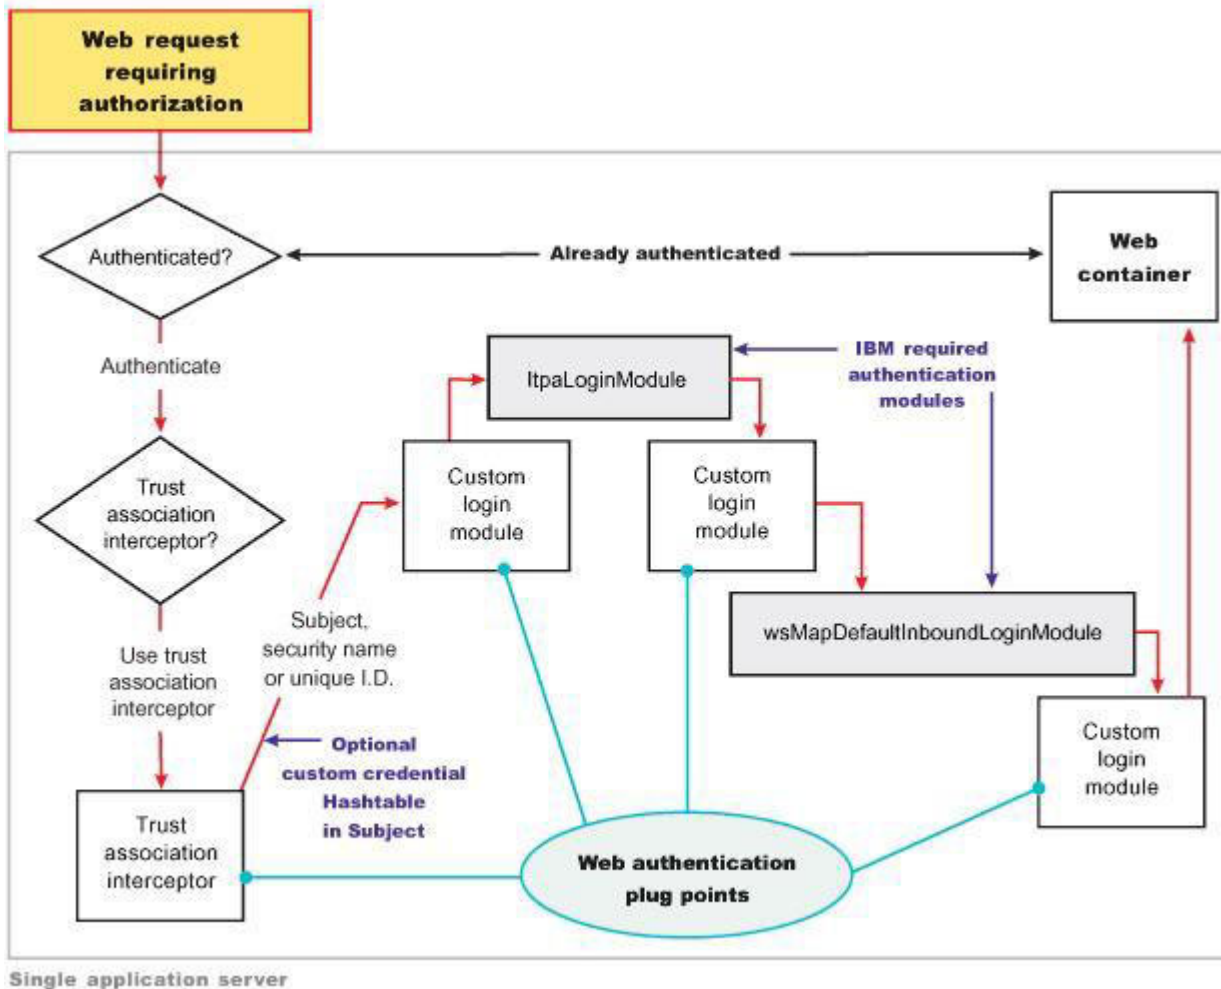 Web request
requiring
authorization
Authenticated?
Already authenticated
Web
container
Authenticate
ltpaLoginModule
IBM required
authentication
modules
Trust
association
interceptor?
Custom
login
module
Custom
login
module
Subject,
security name
or unique I.D.
wsMapDefaultInboundLoginModule
Use trust
association
interceptor
Optional
custom credential
Hashtable
in Subject
Custom
login
module
Trust
association
interceptor
Web authentication
plug points
Single application server